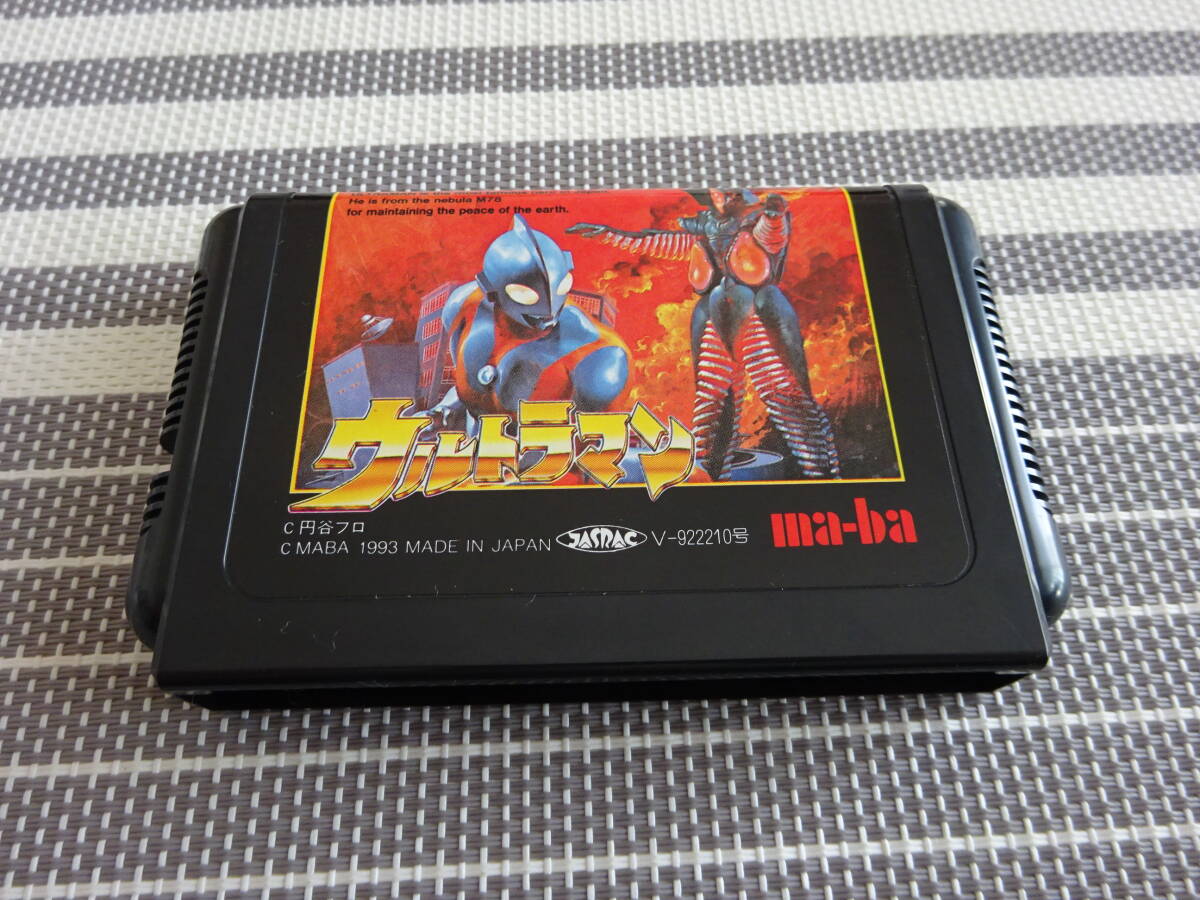 He is from the nebula M78
for maintaining the peace of the earth.
ウルトラマン
C 円谷プロ
C MABA 1993 MADE IN JAPAN JASRAC V-922210号
ma-ba